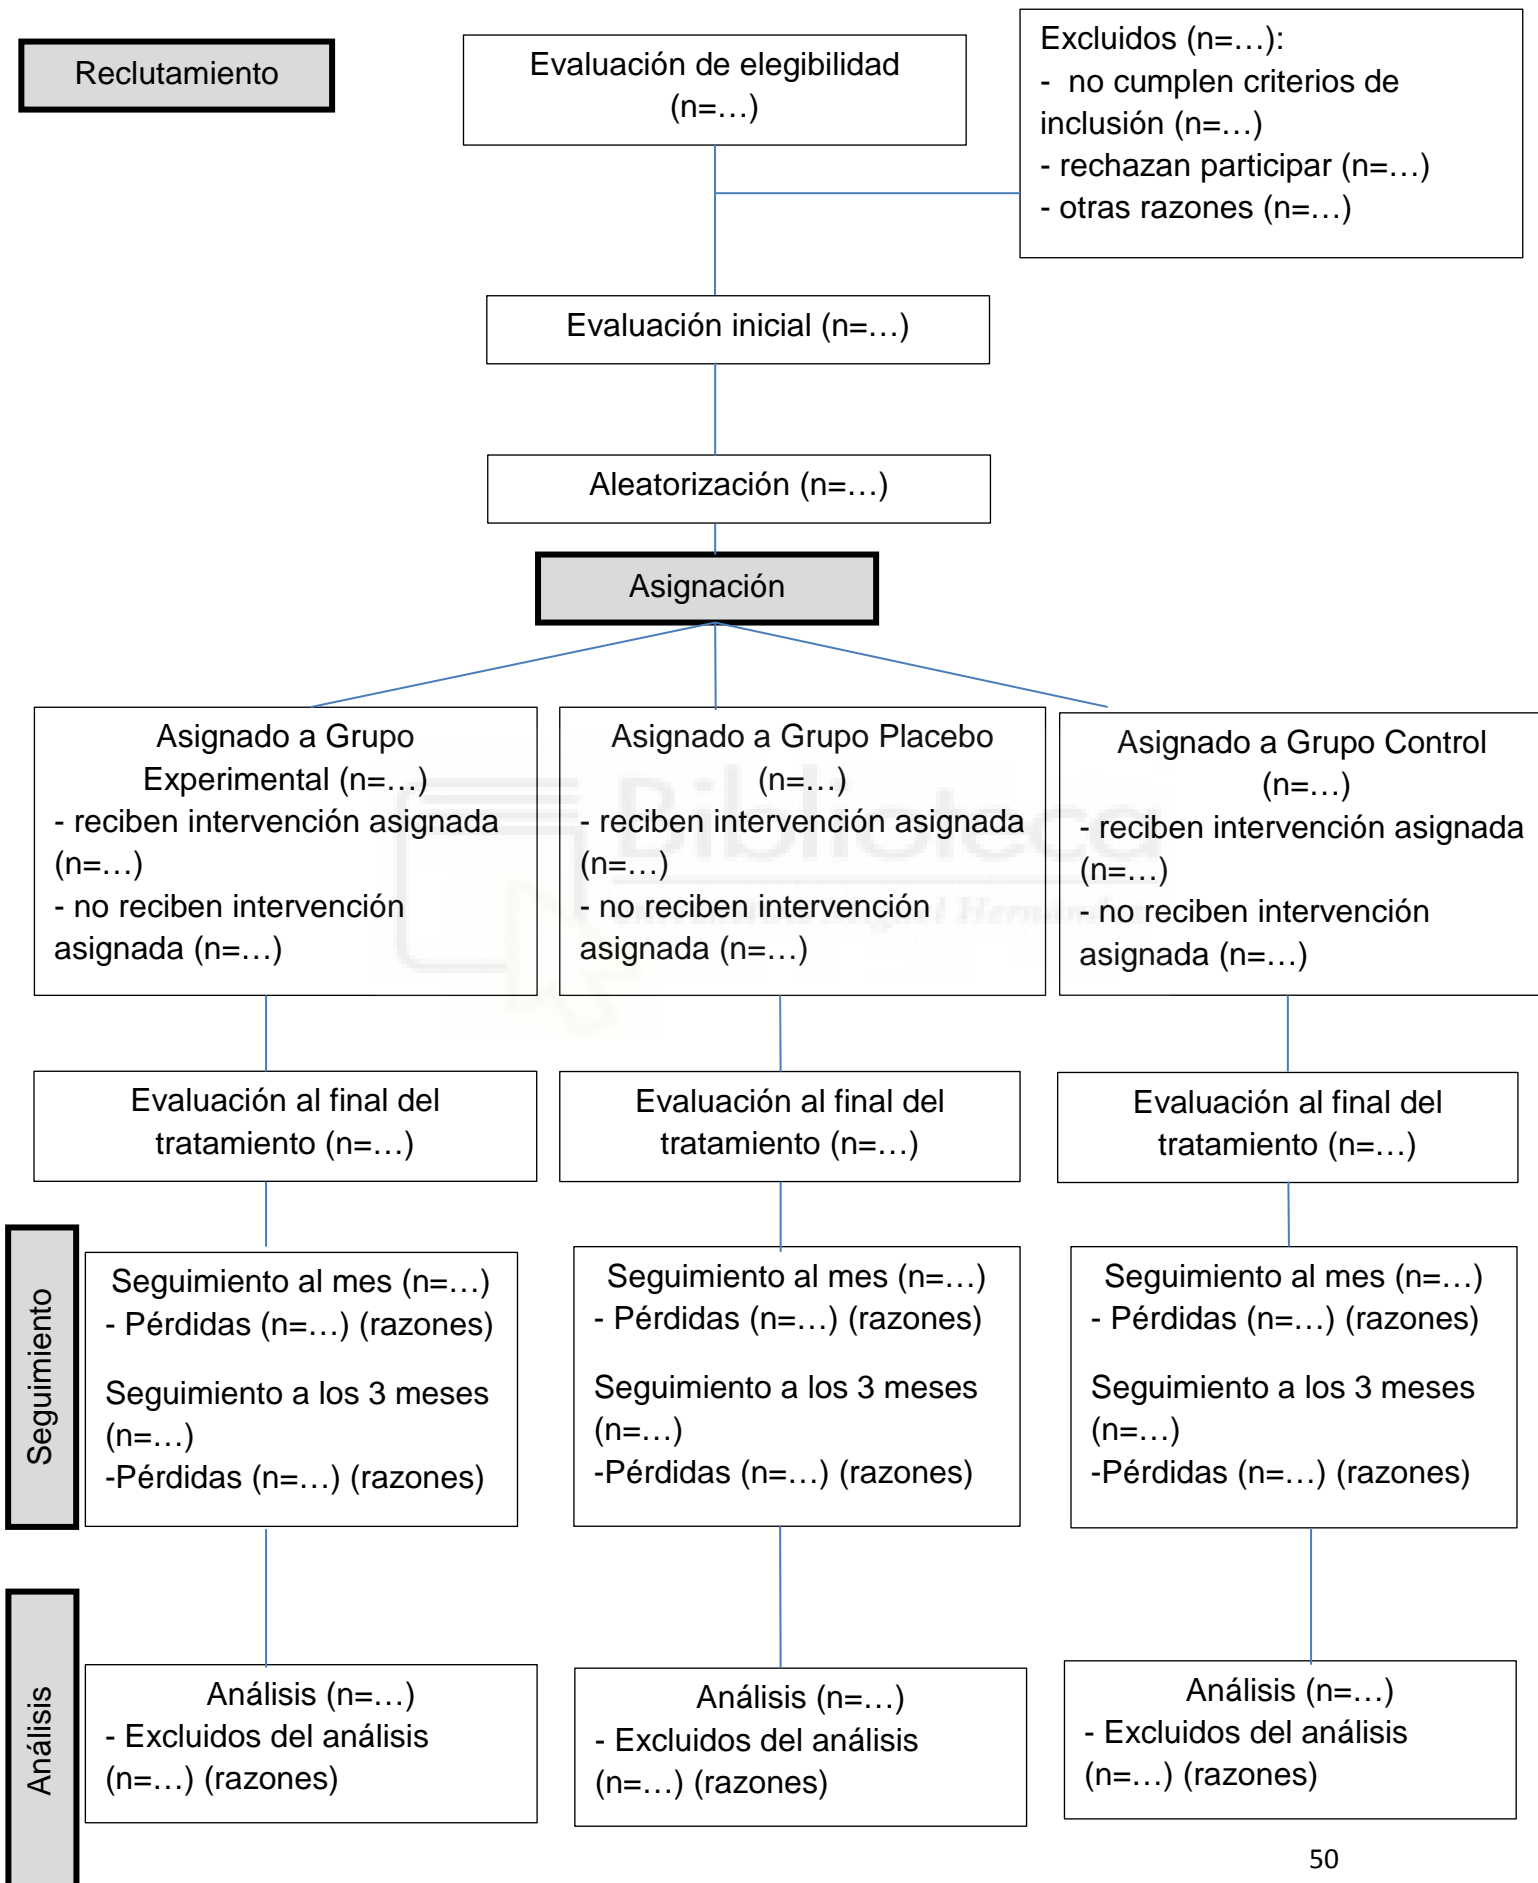 Reclutamiento
Evaluación de elegibilidad
(n=…)
Excluidos (n=…):
-  no cumplen criterios de
inclusión (n=…)
- rechazan participar (n=…)
- otras razones (n=…)
Evaluación inicial (n=…)
Aleatorización (n=…)
Asignación
Asignado a Grupo
Experimental (n=…)
- reciben intervención asignada
(n=…)
- no reciben intervención
asignada (n=…)
Asignado a Grupo Placebo
(n=…)
- reciben intervención asignada
(n=…)
- no reciben intervención
asignada (n=…)
Asignado a Grupo Control
(n=…)
- reciben intervención asignada
(n=…)
- no reciben intervención
asignada (n=…)
Biblioteca
Evaluación al final del
tratamiento (n=…)
Evaluación al final del
tratamiento (n=…)
Evaluación al final del
tratamiento (n=…)
Seguimiento
Seguimiento al mes (n=…)
- Pérdidas (n=…) (razones)
Seguimiento a los 3 meses
(n=…)
-Pérdidas (n=…) (razones)
Seguimiento al mes (n=…)
- Pérdidas (n=…) (razones)
Seguimiento a los 3 meses
(n=…)
-Pérdidas (n=…) (razones)
Seguimiento al mes (n=…)
- Pérdidas (n=…) (razones)
Seguimiento a los 3 meses
(n=…)
-Pérdidas (n=…) (razones)
Análisis
Análisis (n=…)
- Excluidos del análisis
(n=…) (razones)
Análisis (n=…)
- Excluidos del análisis
(n=…) (razones)
Análisis (n=…)
- Excluidos del análisis
(n=…) (razones)
50